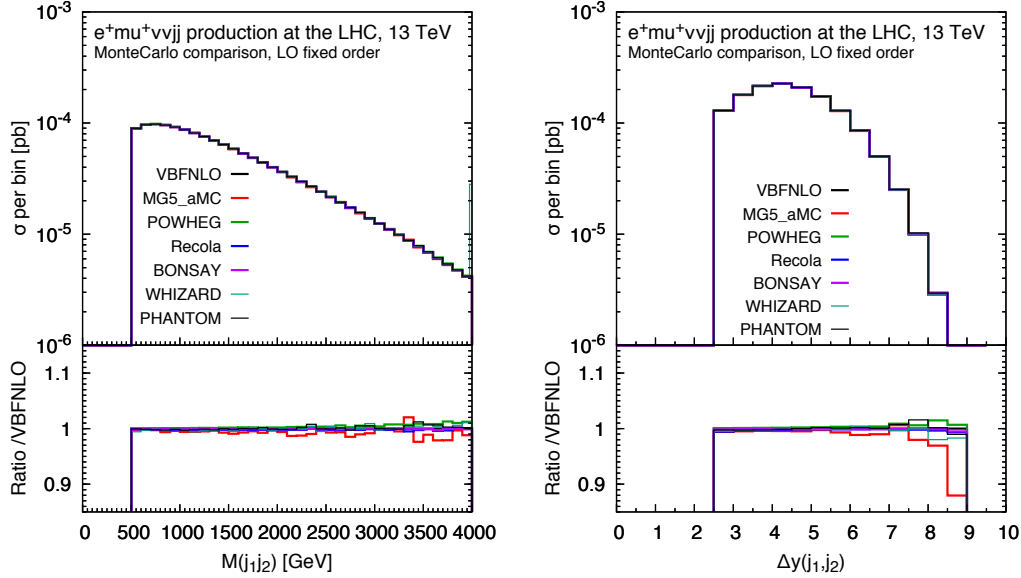 e⁺mu⁺vvjj production at the LHC, 13 TeV
MonteCarlo comparison, LO fixed order
σ per bin [pb]
10⁻³
10⁻⁴
10⁻⁵
10⁻⁶
VBFNLO
MG5_aMC
POWHEG
Recola
BONSAY
WHIZARD
PHANTOM
Ratio /VBFNLO
1.1
1
0.9
0 500 1000 1500 2000 2500 3000 3500 4000
M(j₁j₂) [GeV]
e⁺mu⁺vvjj production at the LHC, 13 TeV
MonteCarlo comparison, LO fixed order
σ per bin [pb]
10⁻³
10⁻⁴
10⁻⁵
10⁻⁶
VBFNLO
MG5_aMC
POWHEG
Recola
BONSAY
WHIZARD
PHANTOM
Ratio /VBFNLO
1.1
1
0.9
0 1 2 3 4 5 6 7 8 9 10
Δy(j₁,j₂)